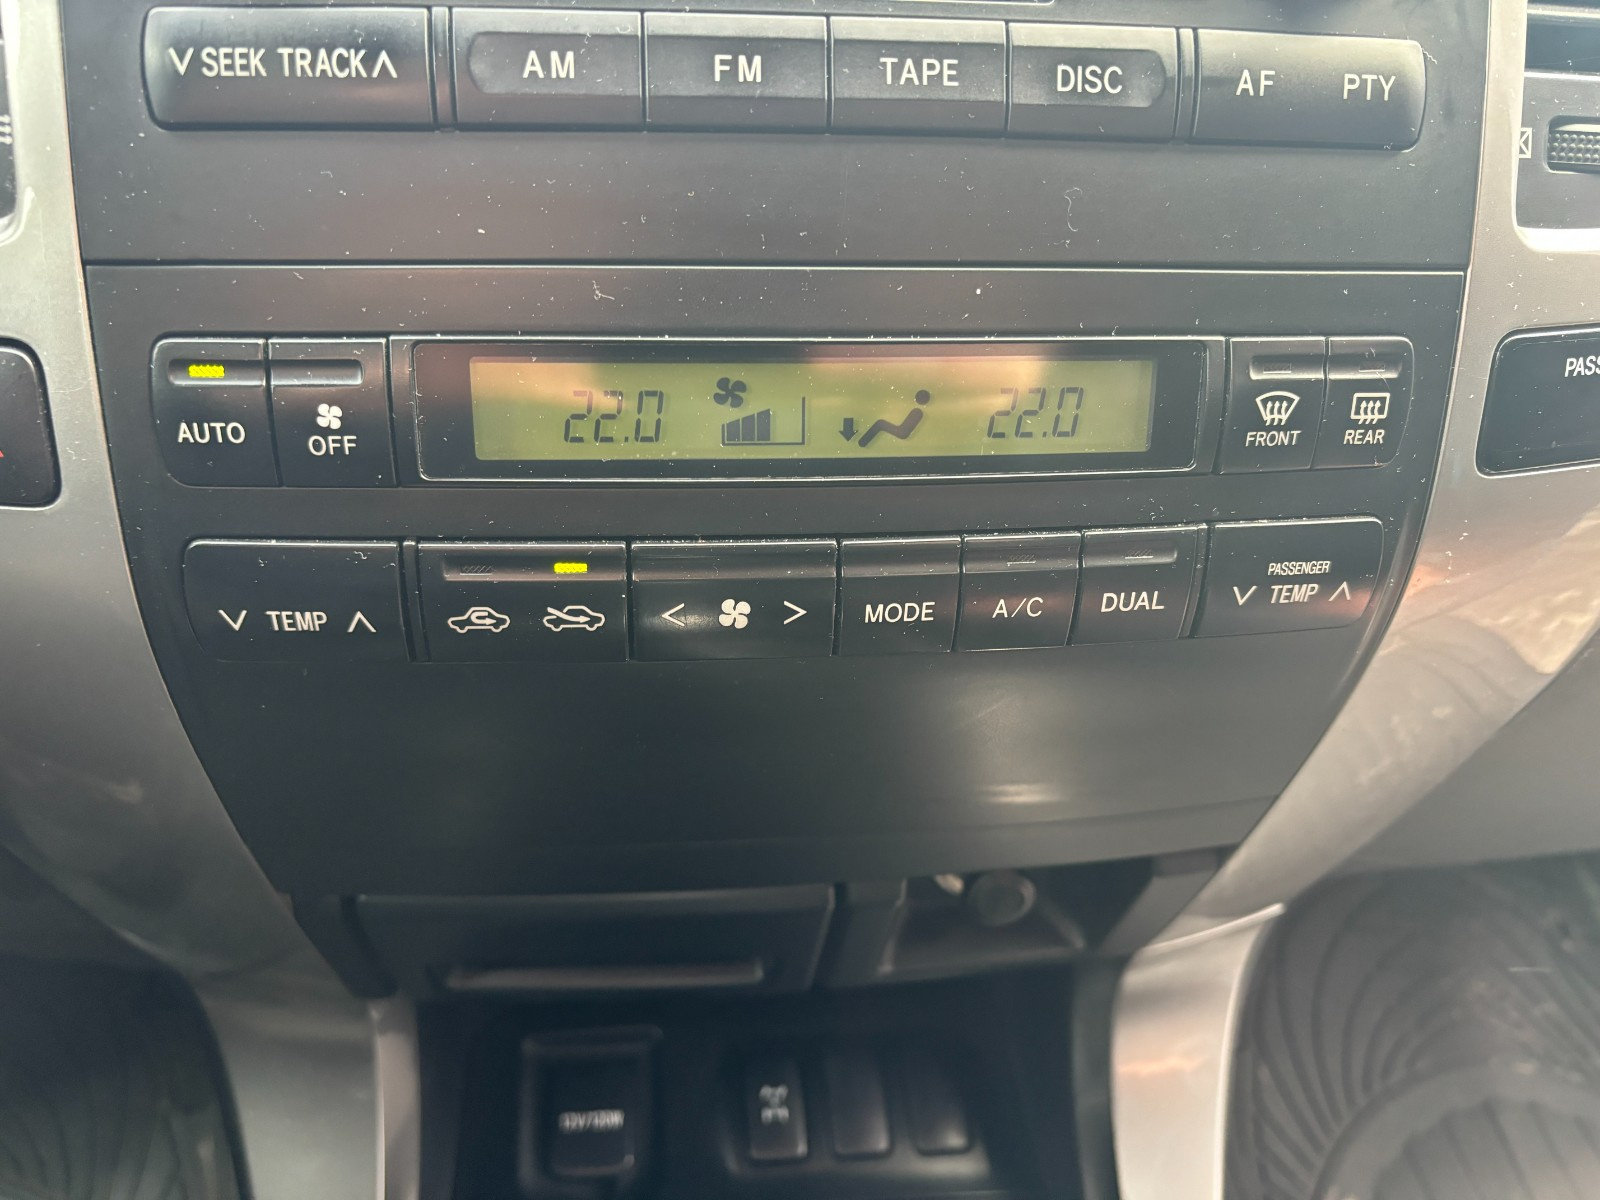 SEEK TRACK
AM
FM
TAPE
DISC
AF
PTY
AUTO
OFF
22.0
22.0
FRONT
REAR
TEMP
MODE
A/C
DUAL
PASSENGER
TEMP
12V/120W